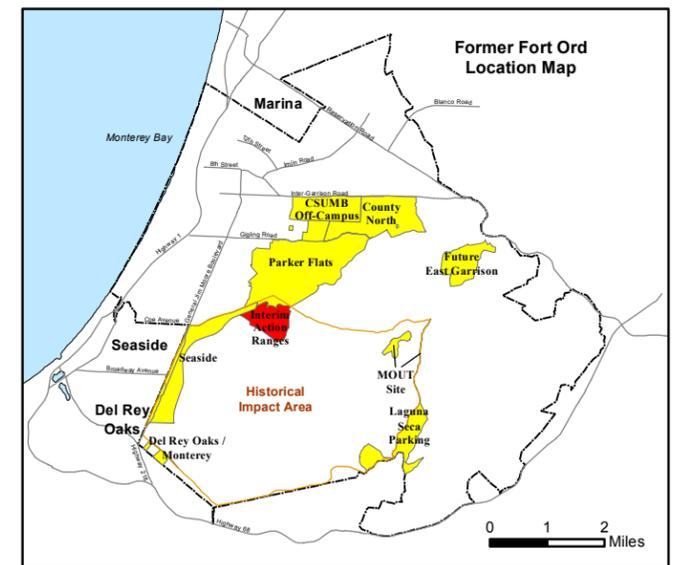 Former Fort Ord
Location Map
Marina
Blanco Road
Reservation Road
Monterey Bay
12th Street
8th Street
Imjin Road
Inter-Garrison Road
CSUMB
Off-Campus
County
North
Highway 1
Gigling Road
General Jim Moore Boulevard
Parker Flats
Future
East Garrison
Interim
Action
Ranges
Coe Avenue
Seaside
Seaside
Broadway Avenue
MOUT
Site
Historical
Impact Area
Del Rey
Oaks
Laguna
Seca
Parking
Del Rey Oaks /
Monterey
Highway 218
Highway 68
0 1 2
Miles